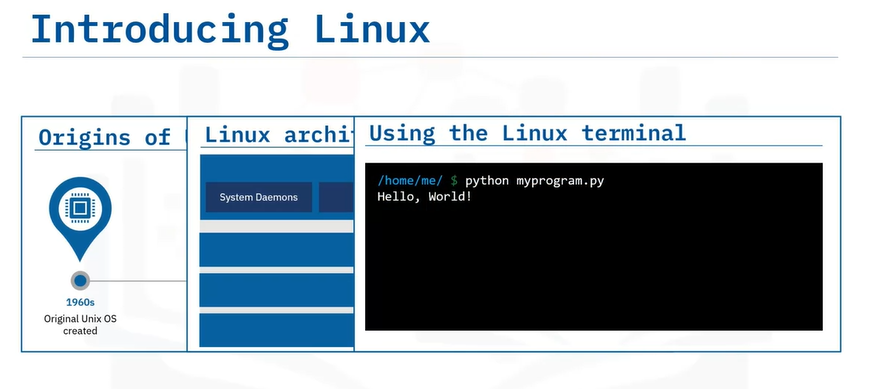 Introducing Linux
Origins of
1960s
Original Unix OS
created
Linux archi
System Daemons
Using the Linux terminal
/home/me/ $ python myprogram.py
Hello, World!